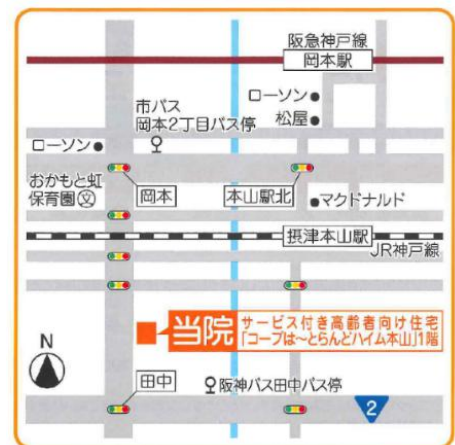 阪急神戸線
岡本駅
ローソン
松屋
市バス
岡本2丁目バス停
ローソン
岡本
本山駅北
おかもと虹
保育園
文
マクドナルド
摂津本山駅
JR神戸線
当院
サービス付き高齢者向け住宅
「コープは〜とらんどハイム本山」1階
N
田中
阪神バス田中バス停
2